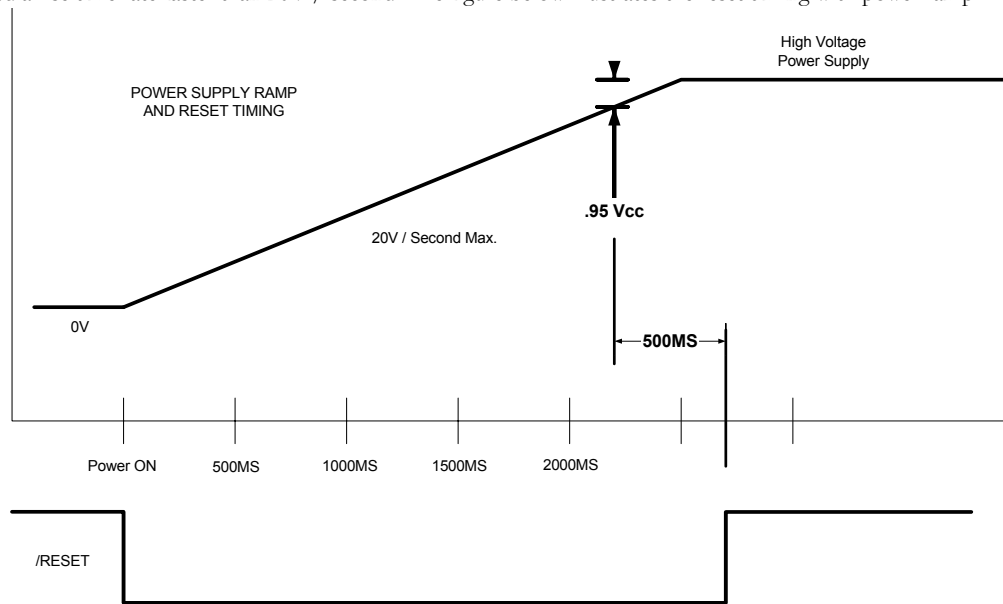 High Voltage
Power Supply
POWER SUPPLY RAMP
AND RESET TIMING
.95 Vcc
20V / Second Max.
0V
500MS
Power ON 500MS 1000MS 1500MS 2000MS
/RESET